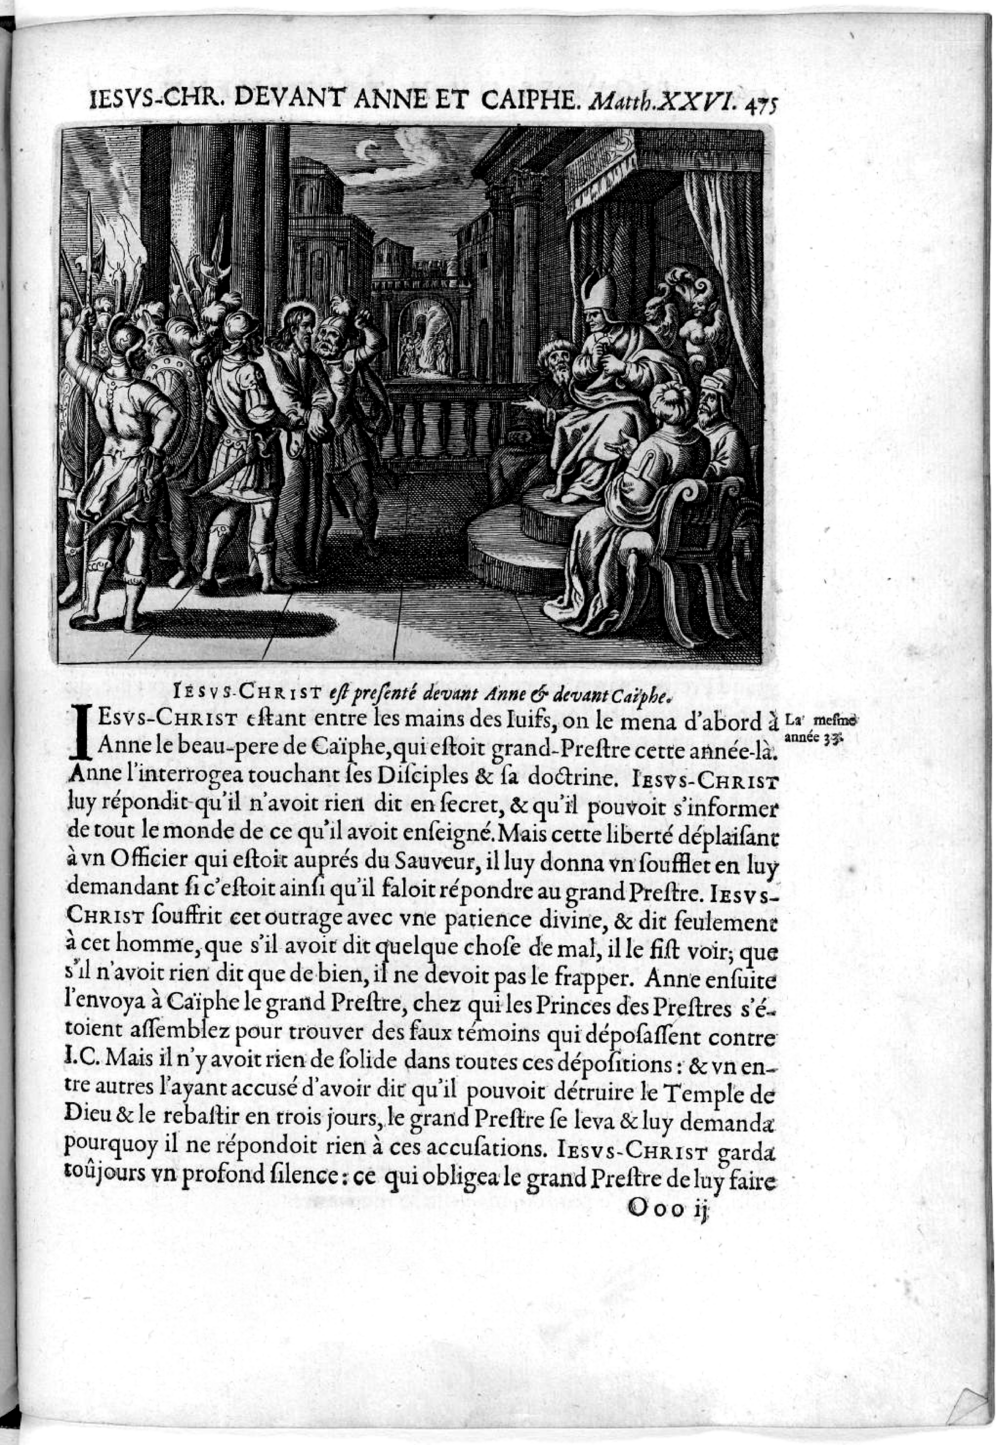 IESVS-CHR. DEVANT ANNE ET CAIPHE. Matth. XXVI. 475
IESVS-CHRIST eſt preſenté devant Anne & devant Caïphe.
IESVS-CHRIST eſtant entre les mains des Iuifs, on le mena d'abord à
Anne le beau-pere de Caïphe, qui eſtoit grand-Preſtre cette année-là.
La meſme
année 33.
Anne l'interrogea touchant ſes Diſciples & ſa doctrine. IESVS-CHRIST
luy répondit qu'il n'avoit rien dit en ſecret, & qu'il pouvoit s'informer
de tout le monde de ce qu'il avoit enſeigné. Mais cette liberté déplaiſant
à vn Officier qui eſtoit auprés du Sauveur, il luy donna vn ſoufflet en luy
demandant ſi c'eſtoit ainſi qu'il faloit répondre au grand Preſtre. IESVS-
CHRIST ſouffrit cet outrage avec vne patience divine, & dit ſeulement
à cet homme, que s'il avoit dit quelque choſe de mal, il le fiſt voir; que
s'il n'avoit rien dit que de bien, il ne devoit pas le frapper. Anne enſuite
l'envoya à Caïphe le grand Preſtre, chez qui les Princes des Preſtres s'é-
toient aſſemblez pour trouver des faux témoins qui dépoſaſſent contre
I.C. Mais il n'y avoit rien de ſolide dans toutes ces dépoſitions: & vn en-
tre autres l'ayant accuſé d'avoir dit qu'il pouvoit détruire le Temple de
Dieu & le rebaſtir en trois jours, le grand Preſtre ſe leva & luy demanda
pourquoy il ne répondoit rien à ces accuſations. IESVS-CHRIST garda
toûjours vn profond ſilence: ce qui obligea le grand Preſtre de luy faire
Ooo ij